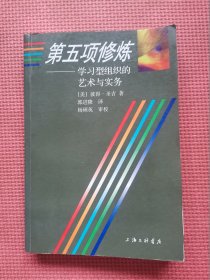 第五项修炼
——学习型组织的
艺术与实务
[美] 彼得·圣吉 著
郭进隆 译
杨硕英 审校
上海三联书店